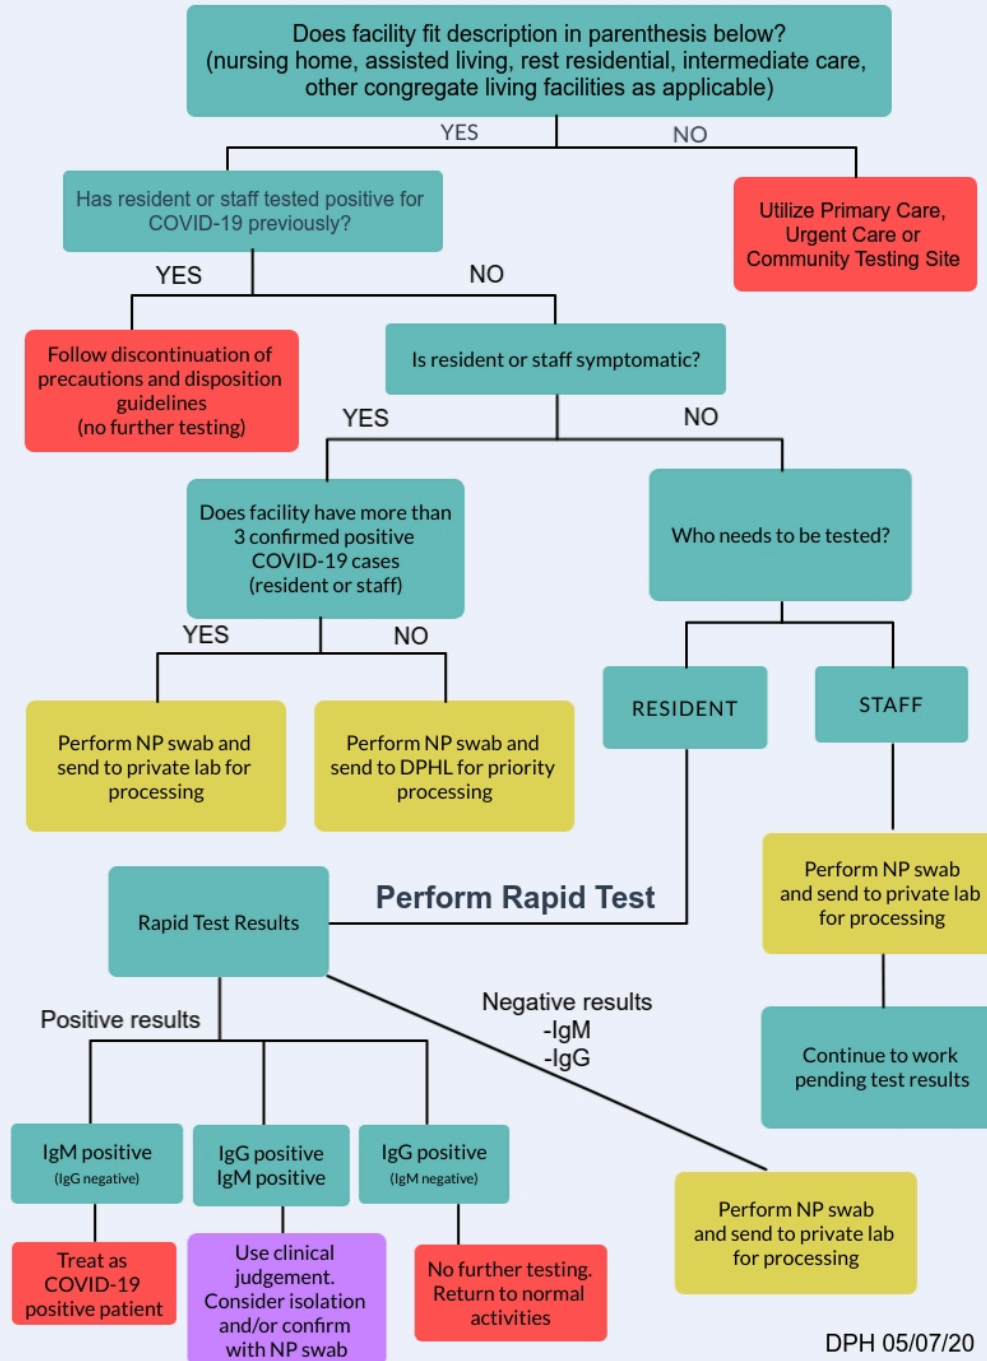 Does facility fit description in parenthesis below?
(nursing home, assisted living, rest residential, intermediate care,
other congregate living facilities as applicable)
YES
NO
Has resident or staff tested positive for
COVID-19 previously?
Utilize Primary Care,
Urgent Care or
Community Testing Site
YES
NO
Follow discontinuation of
precautions and disposition
guidelines
(no further testing)
Is resident or staff symptomatic?
YES
NO
Does facility have more than
3 confirmed positive
COVID-19 cases
(resident or staff)
Who needs to be tested?
YES
NO
RESIDENT
STAFF
Perform NP swab and
send to private lab for
processing
Perform NP swab and
send to DPHL for priority
processing
Perform NP swab
and send to private lab
for processing
Perform Rapid Test
Rapid Test Results
Continue to work
pending test results
Positive results
Negative results
-IgM
-IgG
IgM positive
(IgG negative)
IgG positive
IgM positive
IgG positive
(IgM negative)
Perform NP swab
and send to private lab
for processing
Treat as
COVID-19
positive patient
Use clinical
judgement.
Consider isolation
and/or confirm
with NP swab
No further testing.
Return to normal
activities
DPH 05/07/20